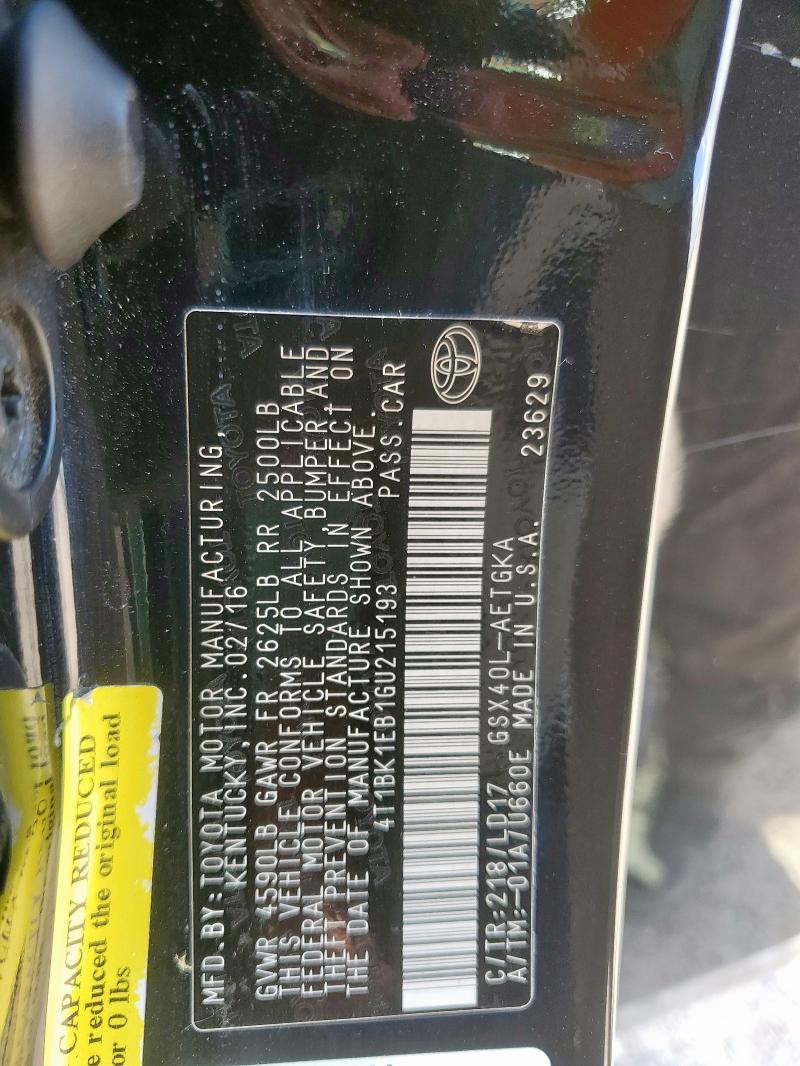 MFD.BY:TOYOTA MOTOR MANUFACTURING,
KENTUCKY,INC.02/16
GVWR 4590LB GAWR FR 2625LB RR 2500LB
THIS VEHICLE CONFORMS TO ALL APPLICABLE
FEDERAL MOTOR VEHICLE SAFETY,BUMPER,AND
THEFT PREVENTION STANDARDS IN EFFECT ON
THE DATE OF MANUFACTURE SHOWN ABOVE.
4T1BK1EB1GU215193 PASS.CAR
C/TR:218/LD17 GSX40L-AETGKA
A/TM:-01A/U660E MADE IN U.S.A. 23629
CAPACITY REDUCED
reduced the original load
or 0 lbs